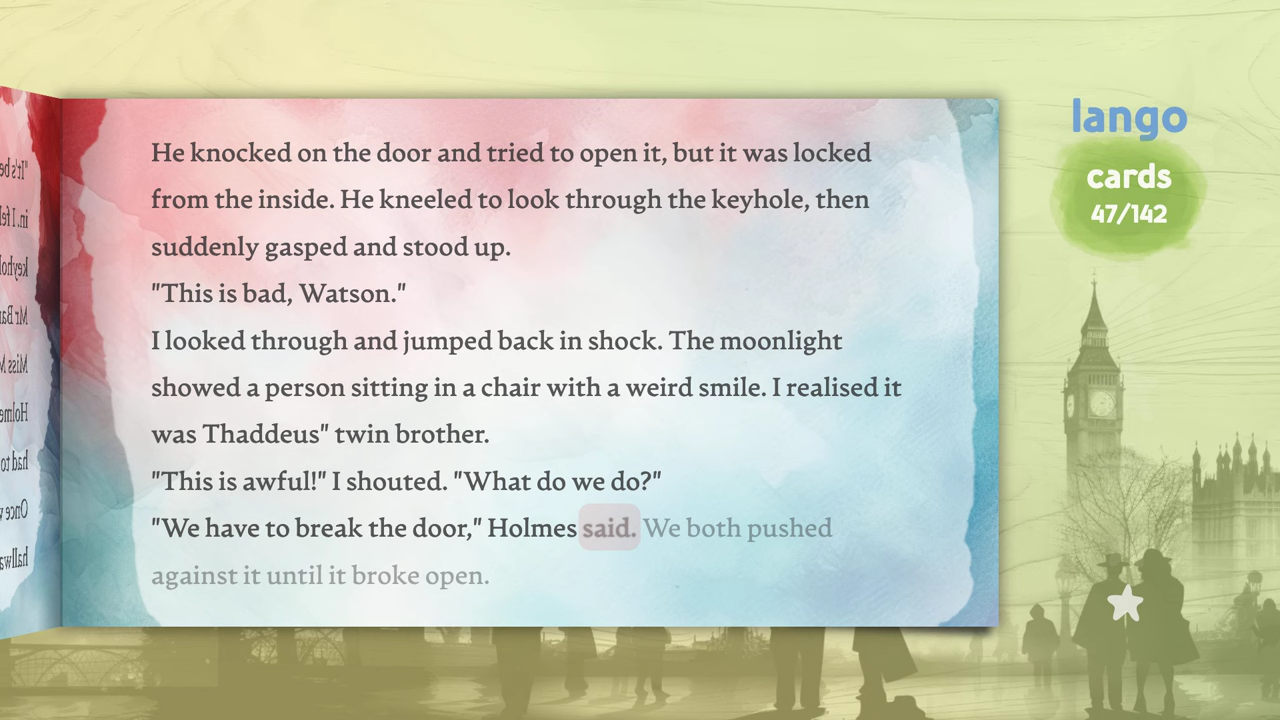 He knocked on the door and tried to open it, but it was locked
from the inside. He kneeled to look through the keyhole, then
suddenly gasped and stood up.
"This is bad, Watson."
I looked through and jumped back in shock. The moonlight
showed a person sitting in a chair with a weird smile. I realised it
was Thaddeus" twin brother.
"This is awful!" I shouted. "What do we do?"
"We have to break the door," Holmes said. We both pushed
against it until it broke open.
lango
cards
47/142